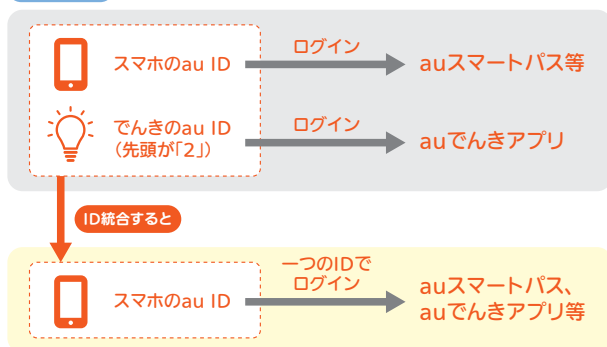 スマホのau ID
ログイン
auスマートパス等
でんきのau ID
(先頭が「2」)
ログイン
auでんきアプリ
ID統合すると
スマホのau ID
一つのIDで
ログイン
auスマートパス、
auでんきアプリ等